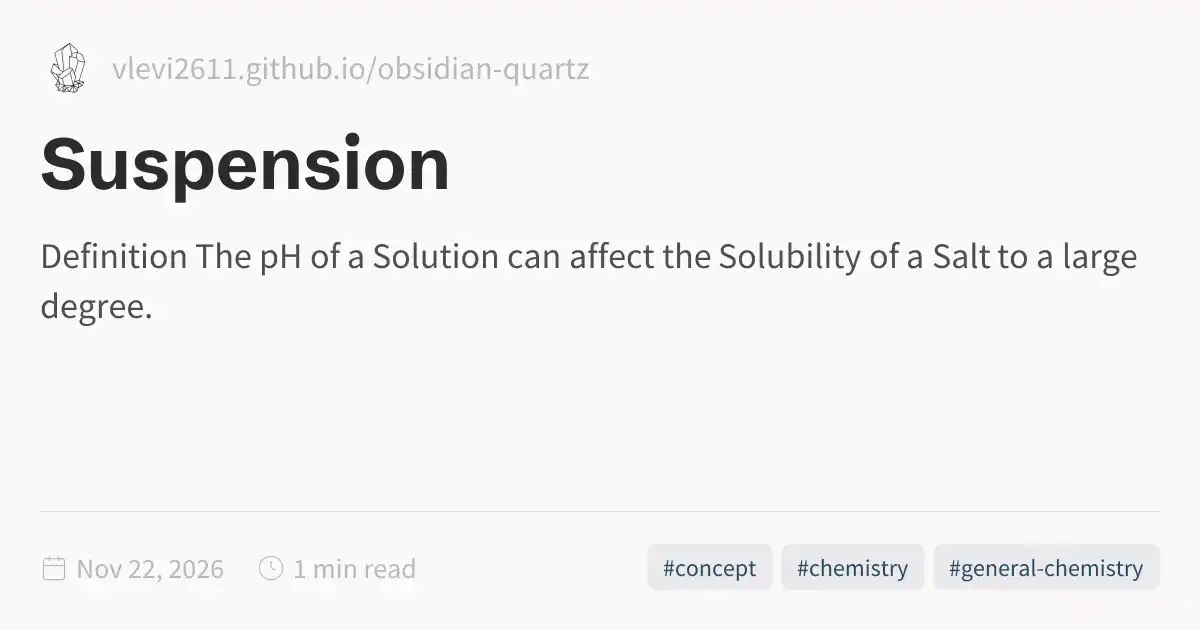 vlevi2611.github.io/obsidian-quartz
Suspension
Definition The pH of a Solution can affect the Solubility of a Salt to a large
degree.
Nov 22, 2026 1 min read #concept #chemistry #general-chemistry